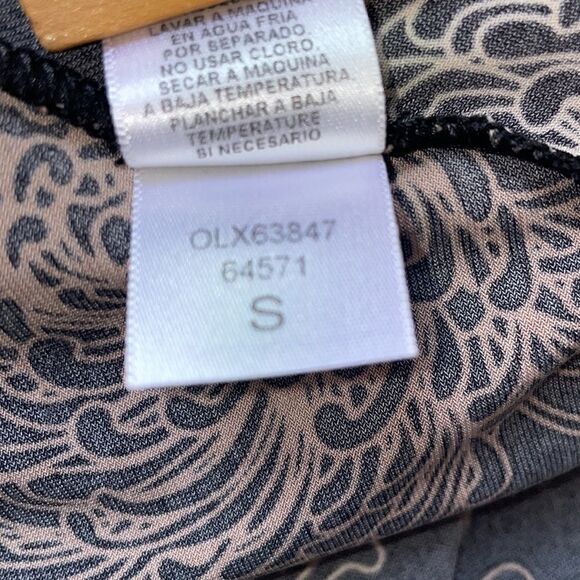 LAVAR A MAQUINA
EN AGUA FRIA
POR SEPARADO.
NO USAR CLORO.
SECAR A MAQUINA
A BAJA TEMPERATURA.
PLANCHAR A BAJA
TEMPERATURE
SI NECESARIO
OLX63847
64571
S